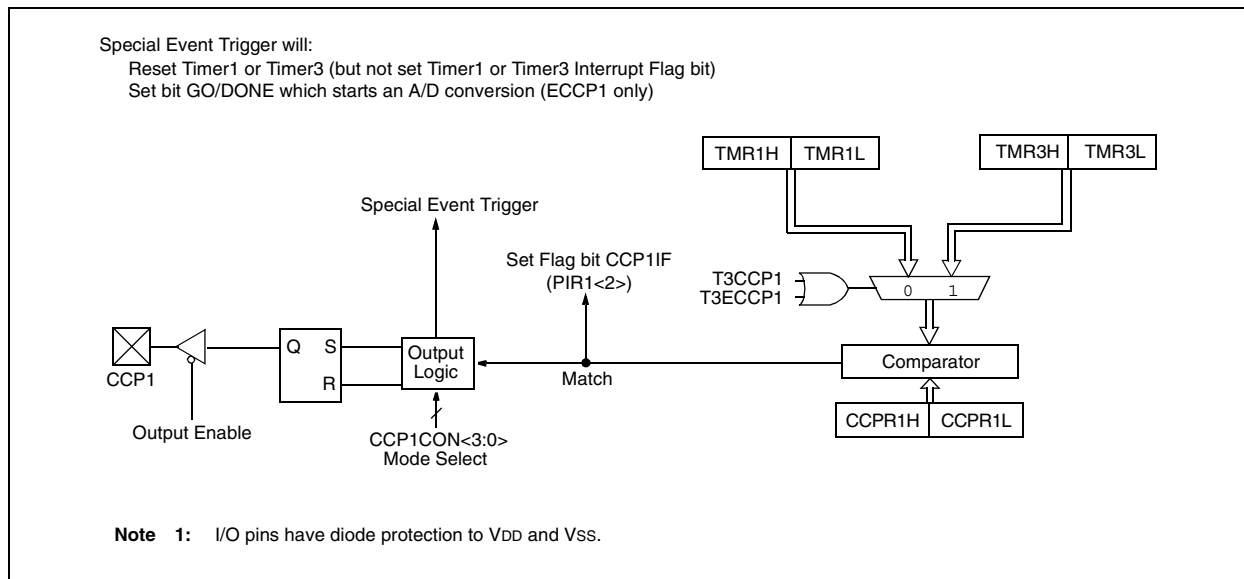 Special Event Trigger will:
Reset Timer1 or Timer3 (but not set Timer1 or Timer3 Interrupt Flag bit)
Set bit GO/DONE which starts an A/D conversion (ECCP1 only)
TMR1H TMR1L
TMR3H TMR3L
Special Event Trigger
Set Flag bit CCP1IF
(PIR1<2>)
T3CCP1
T3ECCP1
0 1
Q S
R
Output
Logic
Match
Comparator
CCP1
Output Enable
CCP1CON<3:0>
Mode Select
CCPR1H CCPR1L
Note 1: I/O pins have diode protection to VDD and VSS.